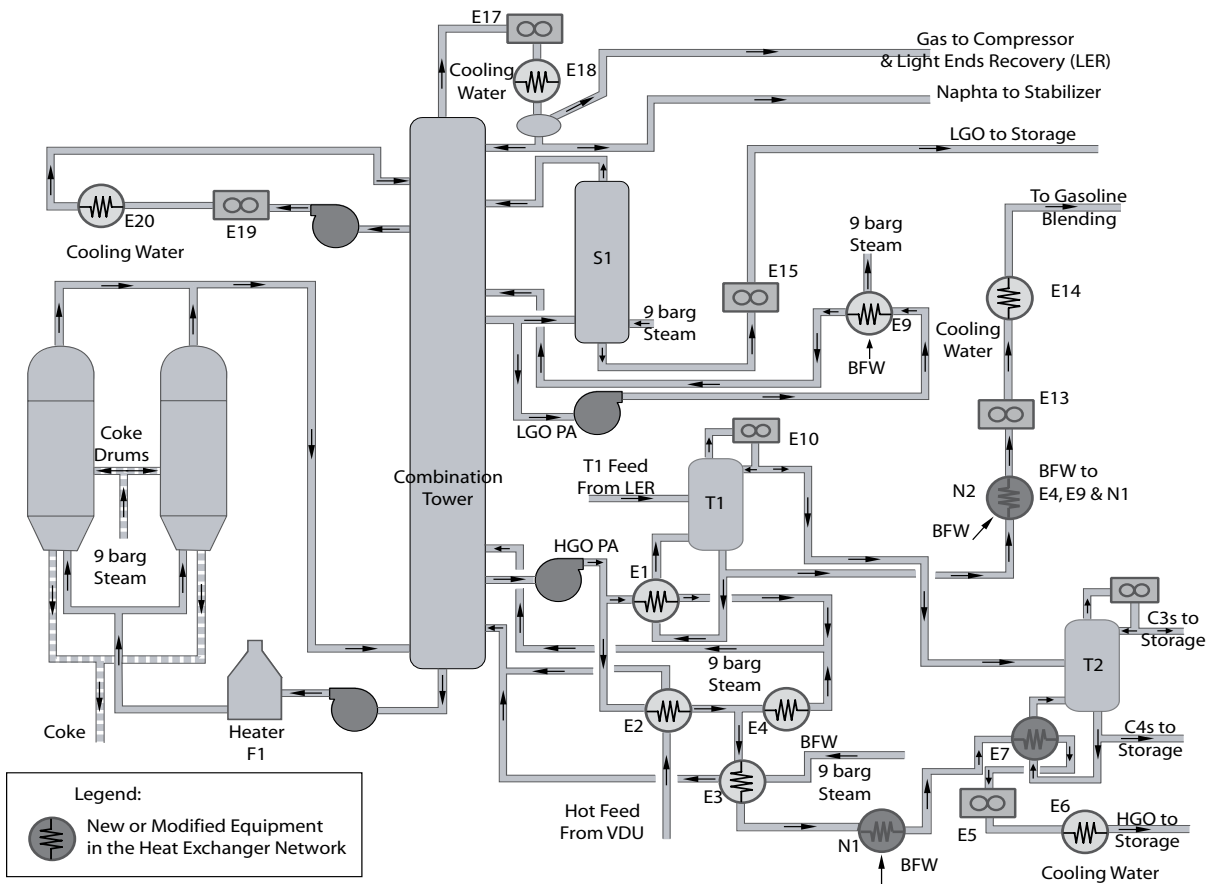 E17
Gas to Compressor
& Light Ends Recovery (LER)
Cooling
Water
E18
Naphta to Stabilizer
LGO to Storage
To Gasoline
Blending
E20
E19
Cooling Water
9 barg
Steam
S1
E15
E14
9 barg
Steam
E9
Cooling
Water
BFW
E13
LGO PA
Coke
Drums
E10
Combination
Tower
T1 Feed
From LER
T1
BFW to
E4, E9 & N1
N2
BFW
9 barg
Steam
HGO PA
E1
C3s to
Storage
T2
9 barg
Steam
Coke
Heater
F1
E2
E4
C4s to
Storage
BFW
E7
E3
9 barg
Steam
Legend:
New or Modified Equipment
in the Heat Exchanger Network
Hot Feed
From VDU
N1
BFW
E5
E6
HGO to
Storage
Cooling Water